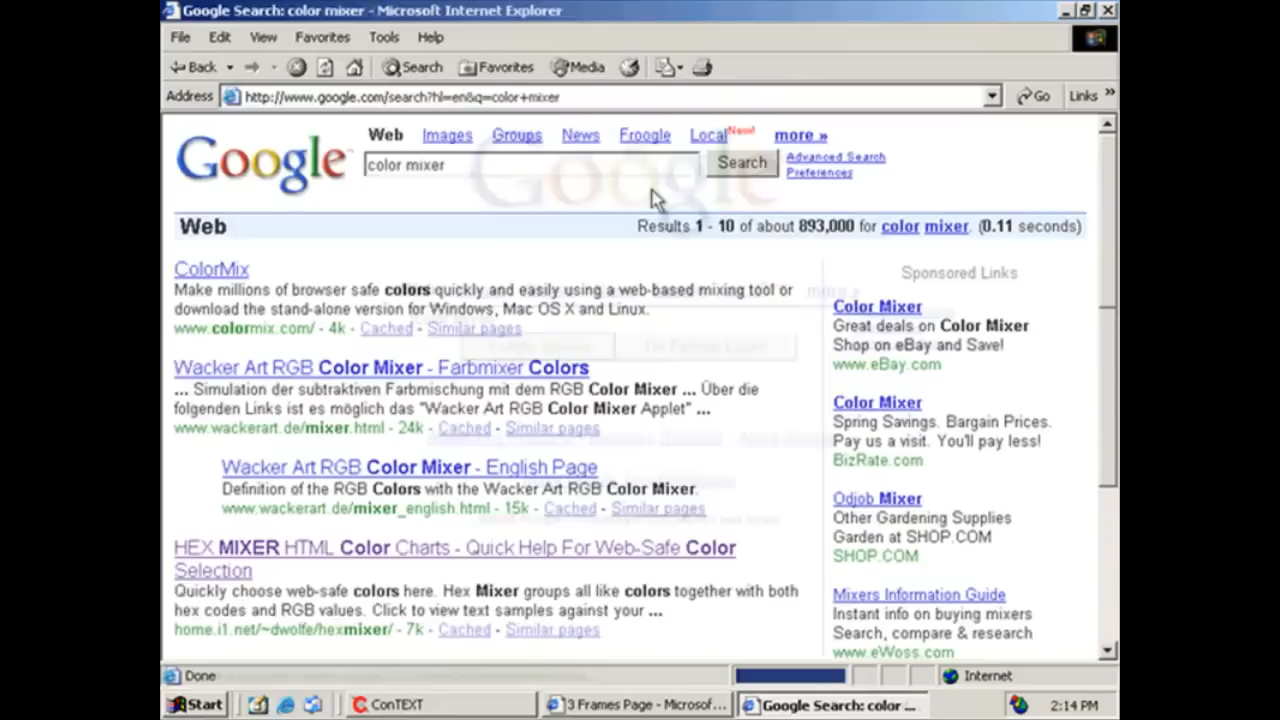 Google Search: color mixer - Microsoft Internet Explorer
File Edit View Favorites Tools Help
Back Search Favorites Media
Address http://www.google.com/search?hl=en&q=color+mixer Go Links »
Google Web Images Groups News Froogle Local New! more »
color mixer Search Advanced Search
Preferences
Web Results 1 - 10 of about 893,000 for color mixer. (0.11 seconds)
ColorMix
Make millions of browser safe colors quickly and easily using a web-based mixing tool or
download the stand-alone version for Windows, Mac OS X and Linux.
www.colormix.com/ - 4k - Cached - Similar pages
Wacker Art RGB Color Mixer - Farbmixer Colors
... Simulation der subtraktiven Farbmischung mit dem RGB Color Mixer ... Über die
folgenden Links ist es möglich das "Wacker Art RGB Color Mixer Applet" ...
www.wackerart.de/mixer.html - 24k - Cached - Similar pages
Wacker Art RGB Color Mixer - English Page
Definition of the RGB Colors with the Wacker Art RGB Color Mixer.
www.wackerart.de/mixer_english.html - 15k - Cached - Similar pages
HEX MIXER HTML Color Charts - Quick Help For Web-Safe Color
Selection
Quickly choose web-safe colors here. Hex Mixer groups all like colors together with both
hex codes and RGB values. Click to view text samples against your ...
home.i1.net/~dwolfe/hexmixer/ - 7k - Cached - Similar pages
Sponsored Links
Color Mixer
Great deals on Color Mixer
Shop on eBay and Save!
www.eBay.com
Color Mixer
Spring Savings. Bargain Prices.
Pay us a visit. You'll pay less!
BizRate.com
Odjob Mixer
Other Gardening Supplies
Garden at SHOP.COM
SHOP.COM
Mixers Information Guide
Instant info on buying mixers
Search, compare & research
www.eWoss.com
Done Internet
Start ConTEXT 3 Frames Page - Microsof... Google Search: color ... 2:14 PM